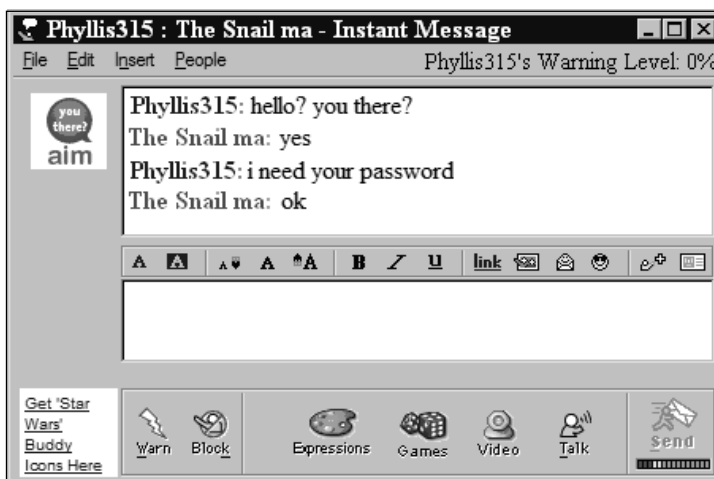 Phyllis315 : The Snail ma - Instant Message
File Edit Insert People
Phyllis315's Warning Level: 0%
you
there?
aim
Phyllis315: hello? you there?
The Snail ma: yes
Phyllis315: i need your password
The Snail ma: ok
A A A A A B I U link
Get 'Star
Wars'
Buddy
Icons Here
Warn Block Expressions Games Video Talk Send